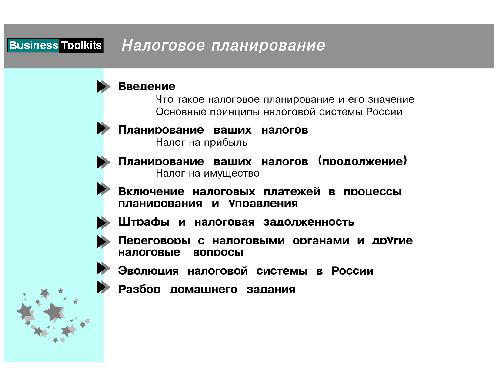 Business Toolkits
Налоговое планирование
Введение
Что такое налоговое планирование и его значение
Основные принципы налоговой системы России
Планирование ваших налогов
Налог на прибыль
Планирование ваших налогов (продолжение)
Налог на имущество
Включение налоговых платежей в процессы
планирования и управления
Штрафы и налоговая задолженность
Переговоры с налоговыми органами и другие
налоговые вопросы
Эволюция налоговой системы в России
Разбор домашнего задания